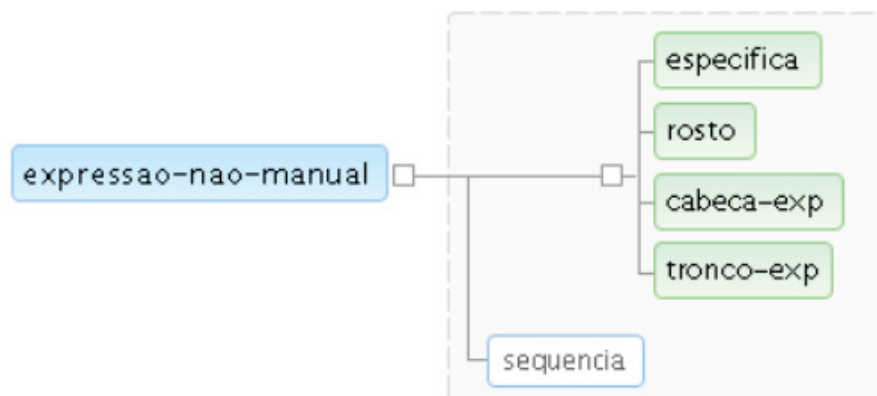 especifica
rosto
expressao-nao-manual
cabeca-exp
tronco-exp
sequencia